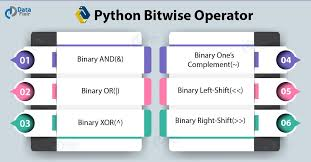 Data
Flair
Python Bitwise Operator
01
Binary AND(&)
02
Binary OR(|)
03
Binary XOR(^)
Binary One's
Complement(~)
04
Binary Left-Shift(<<)
05
Binary Right-Shift(>>)
06